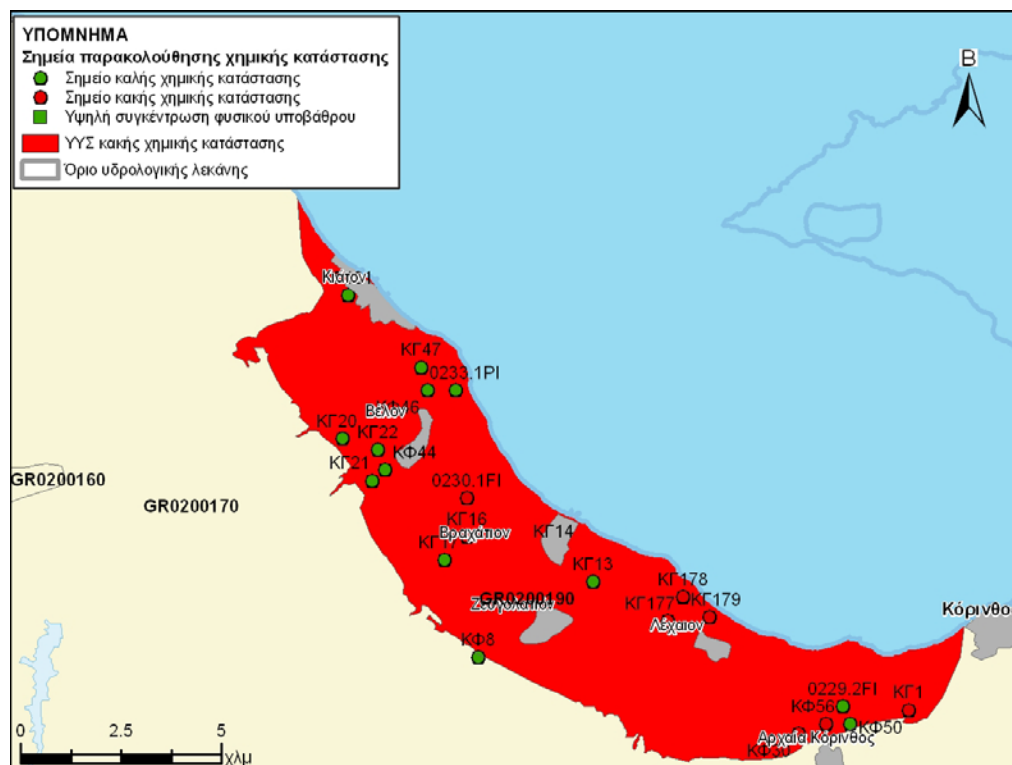 ΥΠΟΜΝΗΜΑ
Σημεία παρακολούθησης χημικής κατάστασης
Σημείο καλής χημικής κατάστασης
Σημείο κακής χημικής κατάστασης
Υψηλή συγκέντρωση φυσικού υποβάθρου
ΥΥΣ κακής χημικής κατάστασης
Όριο υδρολογικής λεκάνης
Β
Κιάτον
ΚΓ47
0233.1PI
ΚΦ46
Βέλον
ΚΓ20
ΚΓ22
ΚΦ44
ΚΓ21
GR0200160
GR0200170
0230.1FI
ΚΓ16
Βραχάτιον
ΚΓ17
ΚΓ14
ΚΓ13
GR0200190
Ζευγολατιόν
ΚΓ178
ΚΓ177
ΚΓ179
Λέχαιον
Κόρινθος
ΚΦ8
0229.2FI
ΚΓ1
ΚΦ56
ΚΦ50
Αρχαία Κόρινθος
0 2.5 5
χλμ